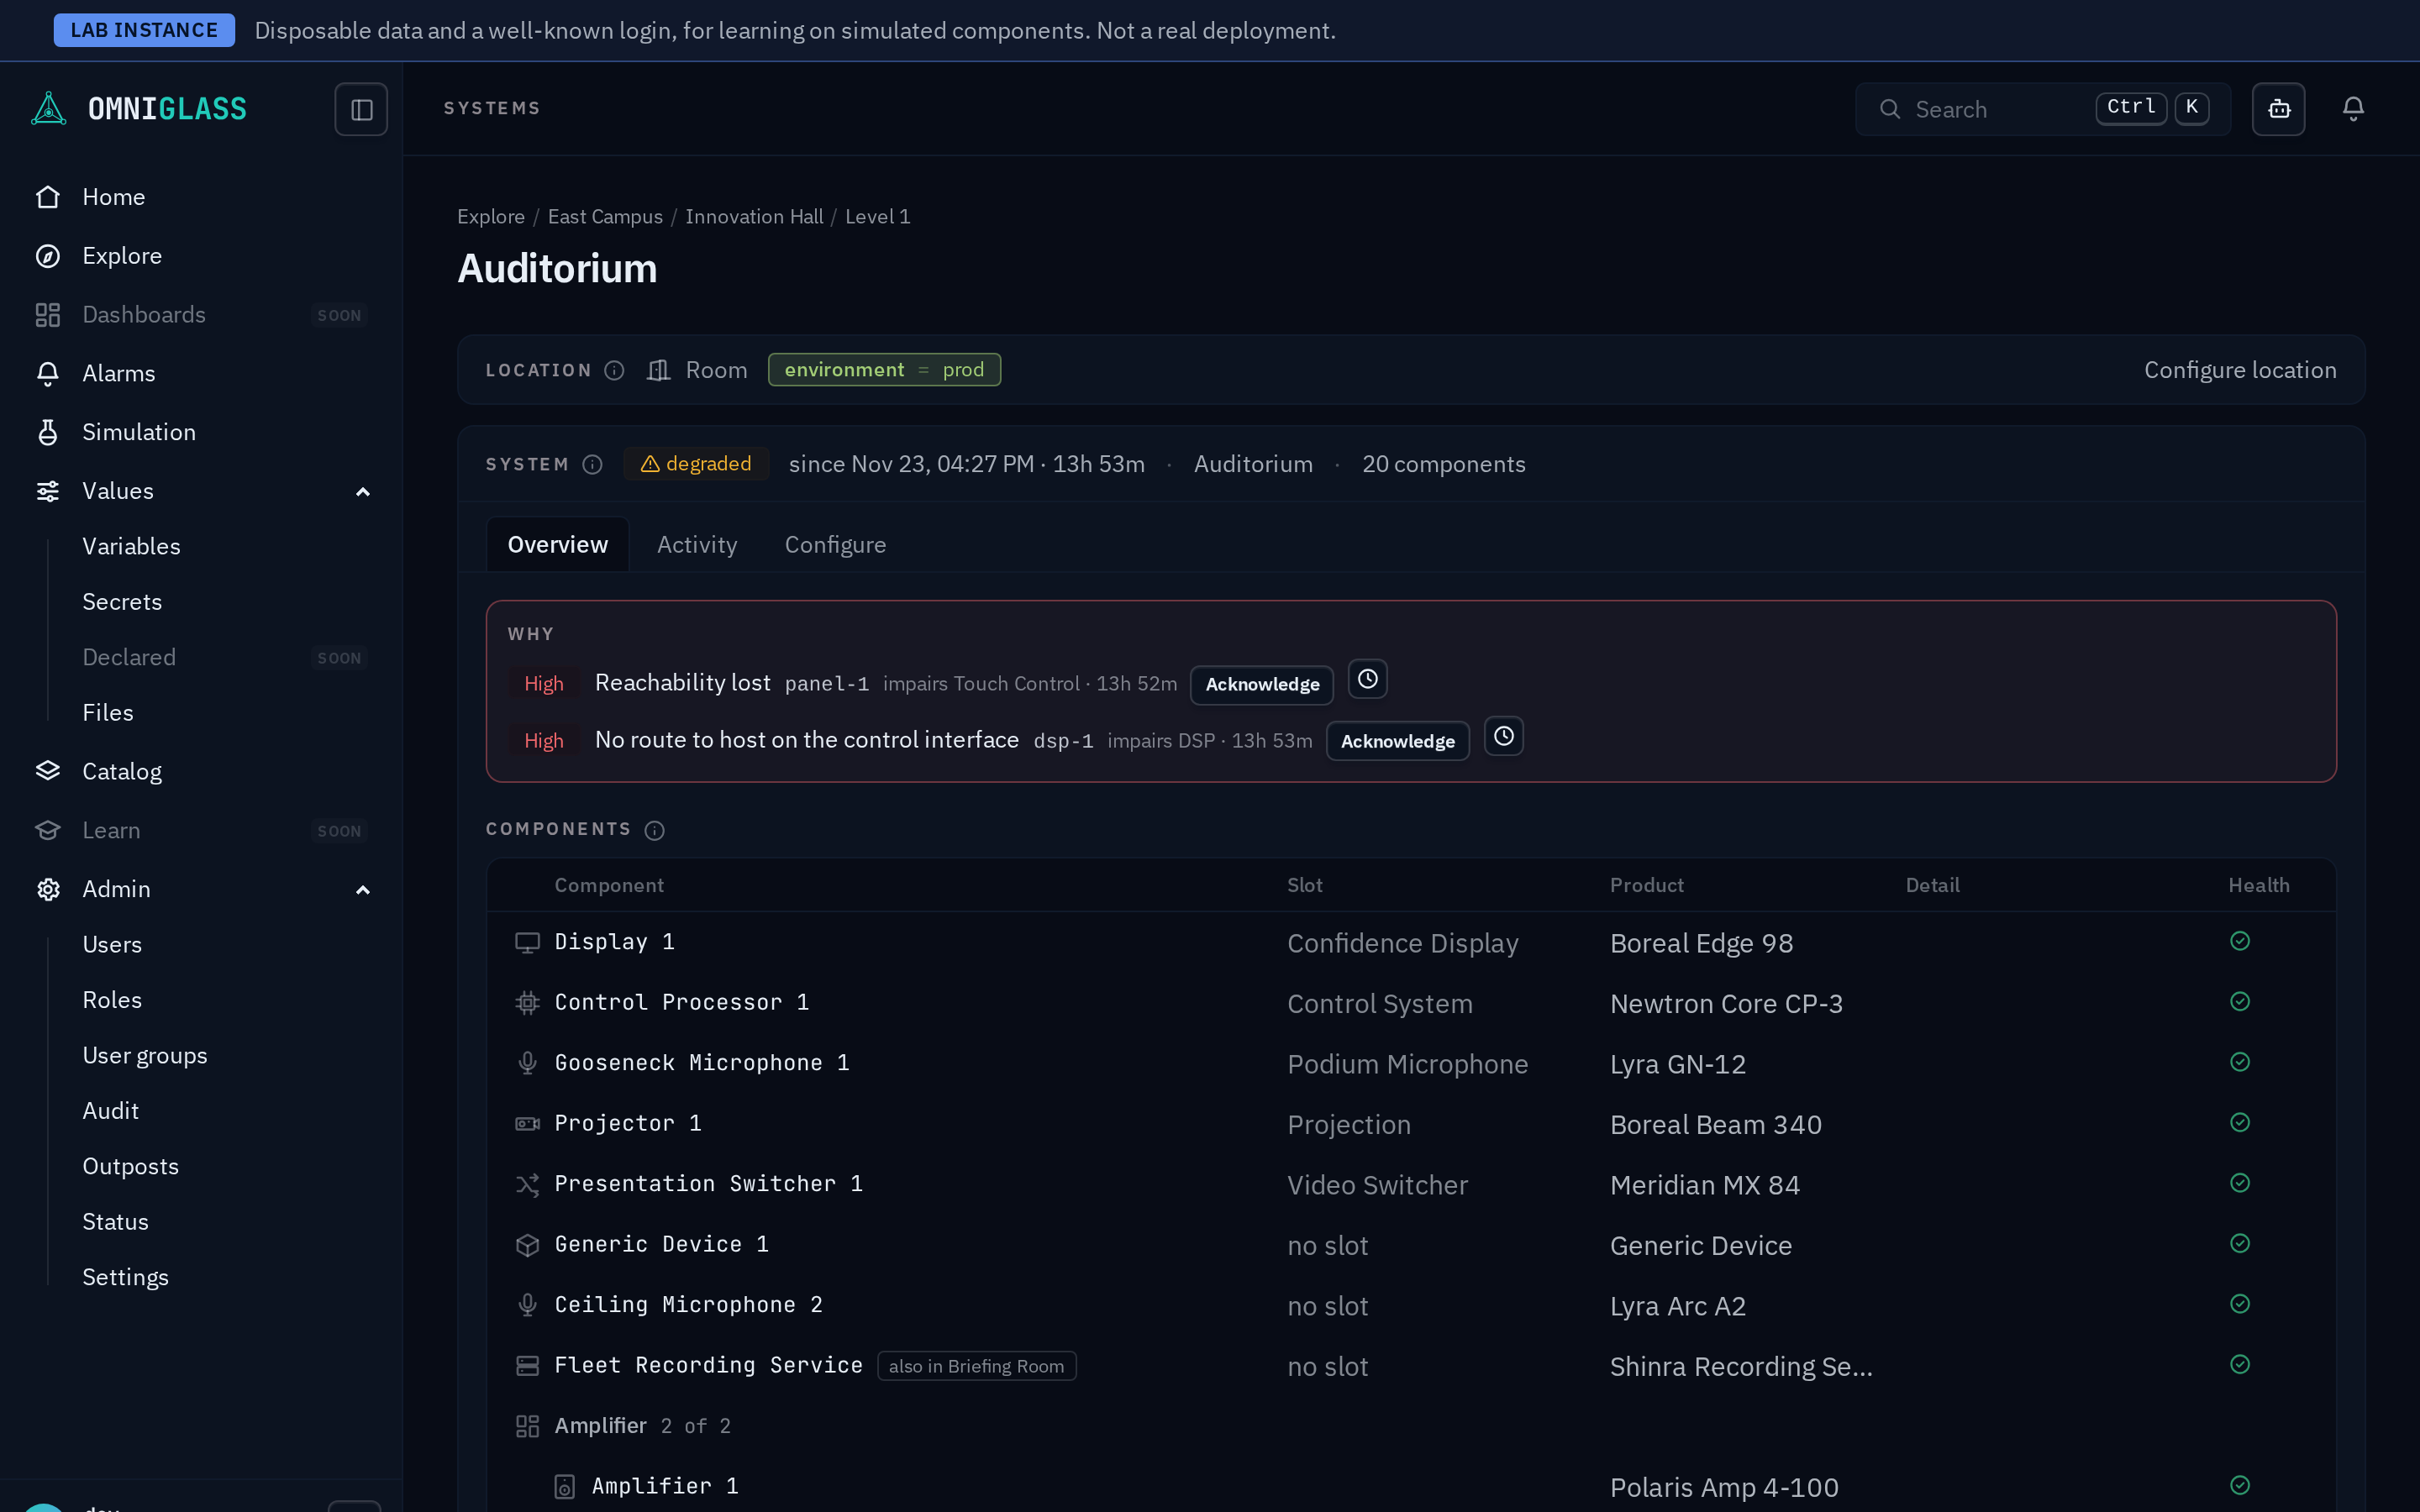 LAB INSTANCE Disposable data and a well-known login, for learning on simulated components. Not a real deployment.
OMNIGLASS
SYSTEMS
Search Ctrl K
Home
Explore
Dashboards SOON
Alarms
Simulation
Values
Variables
Secrets
Declared SOON
Files
Catalog
Learn SOON
Admin
Users
Roles
User groups
Audit
Outposts
Status
Settings
Explore / East Campus / Innovation Hall / Level 1
Auditorium
LOCATION Room environment = prod Configure location
SYSTEM degraded since Nov 23, 04:27 PM · 13h 53m · Auditorium · 20 components
Overview Activity Configure
WHY
High Reachability lost panel-1 impairs Touch Control · 13h 52m Acknowledge
High No route to host on the control interface dsp-1 impairs DSP · 13h 53m Acknowledge
COMPONENTS
Component Slot Product Detail Health
Display 1 Confidence Display Boreal Edge 98
Control Processor 1 Control System Newtron Core CP-3
Gooseneck Microphone 1 Podium Microphone Lyra GN-12
Projector 1 Projection Boreal Beam 340
Presentation Switcher 1 Video Switcher Meridian MX 84
Generic Device 1 no slot Generic Device
Ceiling Microphone 2 no slot Lyra Arc A2
Fleet Recording Service also in Briefing Room no slot Shinra Recording Se...
Amplifier 2 of 2
Amplifier 1 Polaris Amp 4-100